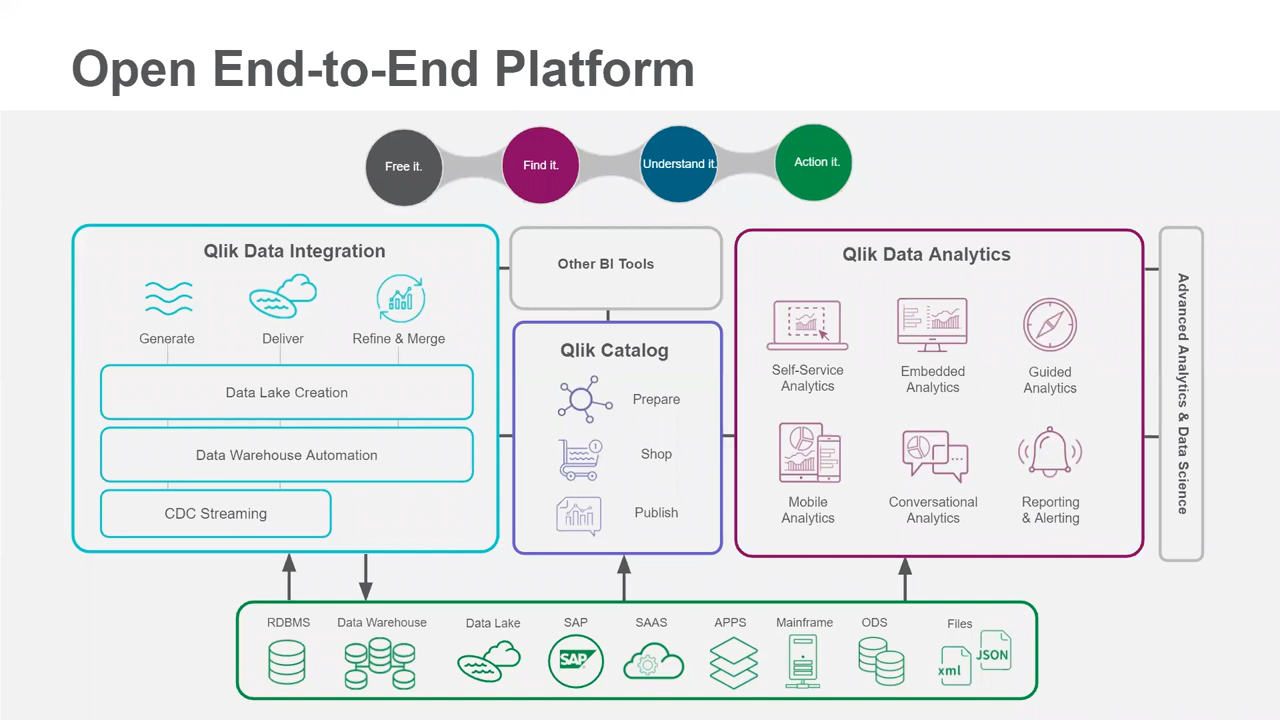 Open End-to-End Platform
Free it.
Find it.
Understand it.
Action it.
Qlik Data Integration
Generate
Deliver
Refine & Merge
Data Lake Creation
Data Warehouse Automation
CDC Streaming
Other BI Tools
Qlik Catalog
Prepare
1
Shop
Publish
Qlik Data Analytics
Self-Service
Analytics
Embedded
Analytics
Guided
Analytics
Mobile
Analytics
Conversational
Analytics
Reporting
& Alerting
Advanced Analytics & Data Science
RDBMS
Data Warehouse
Data Lake
SAP
SAAS
APPS
Mainframe
ODS
Files
SAP
xml
JSON